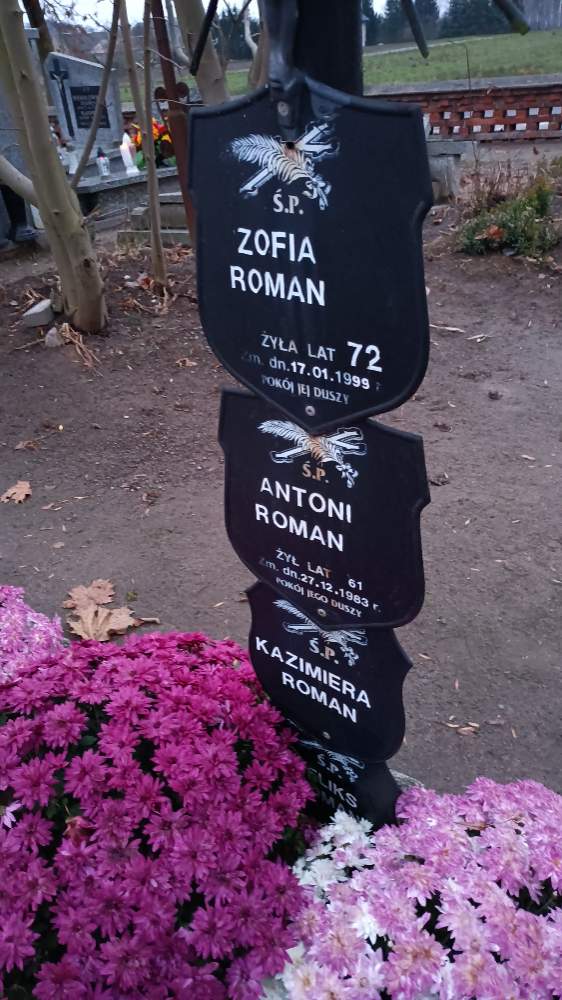 Ś.P.
ZOFIA
ROMAN
ŻYŁA LAT 72
Zm. dn.17.01.1999 r
POKÓJ JEJ DUSZY
Ś.P.
ANTONI
ROMAN
ŻYŁ LAT 61
Zm. dn.27.12.1983 r.
POKÓJ JEGO DUSZY
Ś.P.
KAZIMIERA
ROMAN
Ś.P.